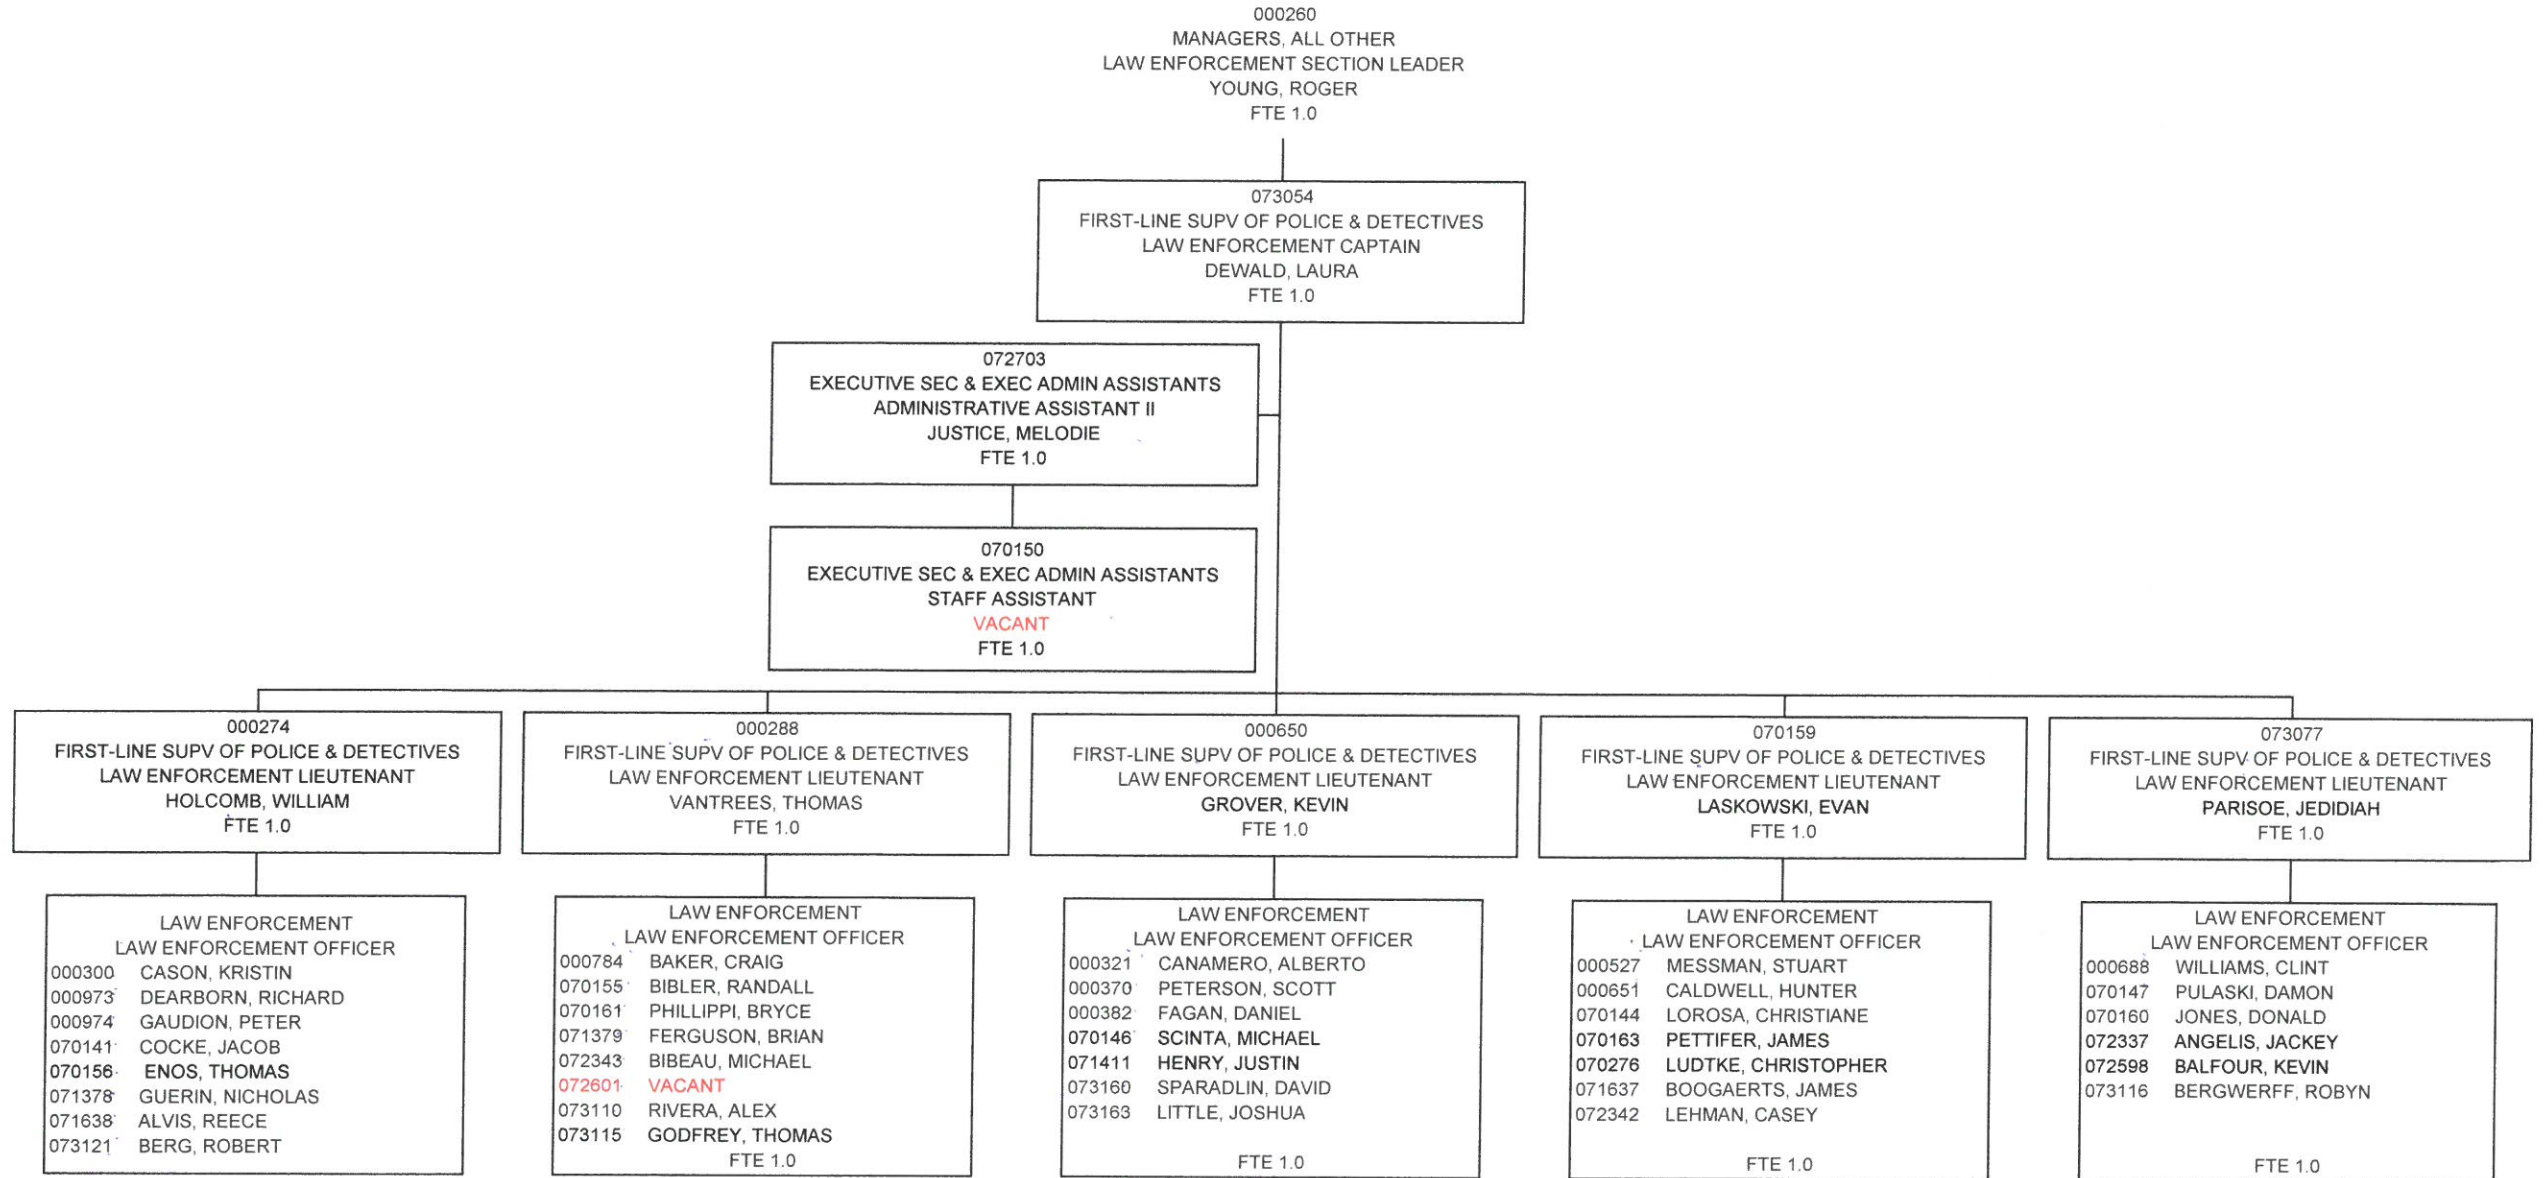 000260
MANAGERS, ALL OTHER
LAW ENFORCEMENT SECTION LEADER
YOUNG, ROGER
FTE 1.0
073054
FIRST-LINE SUPV OF POLICE & DETECTIVES
LAW ENFORCEMENT CAPTAIN
DEWALD, LAURA
FTE 1.0
072703
EXECUTIVE SEC & EXEC ADMIN ASSISTANTS
ADMINISTRATIVE ASSISTANT II
JUSTICE, MELODIE
FTE 1.0
070150
EXECUTIVE SEC & EXEC ADMIN ASSISTANTS
STAFF ASSISTANT
VACANT
FTE 1.0
000274
FIRST-LINE SUPV OF POLICE & DETECTIVES
LAW ENFORCEMENT LIEUTENANT
HOLCOMB, WILLIAM
FTE 1.0
000288
FIRST-LINE SUPV OF POLICE & DETECTIVES
LAW ENFORCEMENT LIEUTENANT
VANTREES, THOMAS
FTE 1.0
000650
FIRST-LINE SUPV OF POLICE & DETECTIVES
LAW ENFORCEMENT LIEUTENANT
GROVER, KEVIN
FTE 1.0
070159
FIRST-LINE SUPV OF POLICE & DETECTIVES
LAW ENFORCEMENT LIEUTENANT
LASKOWSKI, EVAN
FTE 1.0
073077
FIRST-LINE SUPV OF POLICE & DETECTIVES
LAW ENFORCEMENT LIEUTENANT
PARISOE, JEDIDIAH
FTE 1.0
LAW ENFORCEMENT
LAW ENFORCEMENT OFFICER
000300 CASON, KRISTIN
000973 DEARBORN, RICHARD
000974 GAUDION, PETER
070141 COCKE, JACOB
070156 ENOS, THOMAS
071378 GUERIN, NICHOLAS
071638 ALVIS, REECE
073121 BERG, ROBERT
LAW ENFORCEMENT
LAW ENFORCEMENT OFFICER
000784 BAKER, CRAIG
070155 BIBLER, RANDALL
070161 PHILLIPPI, BRYCE
071379 FERGUSON, BRIAN
072343 BIBEAU, MICHAEL
072601 VACANT
073110 RIVERA, ALEX
073115 GODFREY, THOMAS
FTE 1.0
LAW ENFORCEMENT
LAW ENFORCEMENT OFFICER
000321 CANAMERO, ALBERTO
000370 PETERSON, SCOTT
000382 FAGAN, DANIEL
070146 SCINTA, MICHAEL
071411 HENRY, JUSTIN
073160 SPARADLIN, DAVID
073163 LITTLE, JOSHUA
FTE 1.0
LAW ENFORCEMENT
LAW ENFORCEMENT OFFICER
000527 MESSMAN, STUART
000651 CALDWELL, HUNTER
070144 LOROSA, CHRISTIANE
070163 PETTIFER, JAMES
070276 LUDTKE, CHRISTOPHER
071637 BOOGAERTS, JAMES
072342 LEHMAN, CASEY
FTE 1.0
LAW ENFORCEMENT
LAW ENFORCEMENT OFFICER
000688 WILLIAMS, CLINT
070147 PULASKI, DAMON
070160 JONES, DONALD
072337 ANGELIS, JACKEY
072598 BALFOUR, KEVIN
073116 BERGWERFF, ROBYN
FTE 1.0